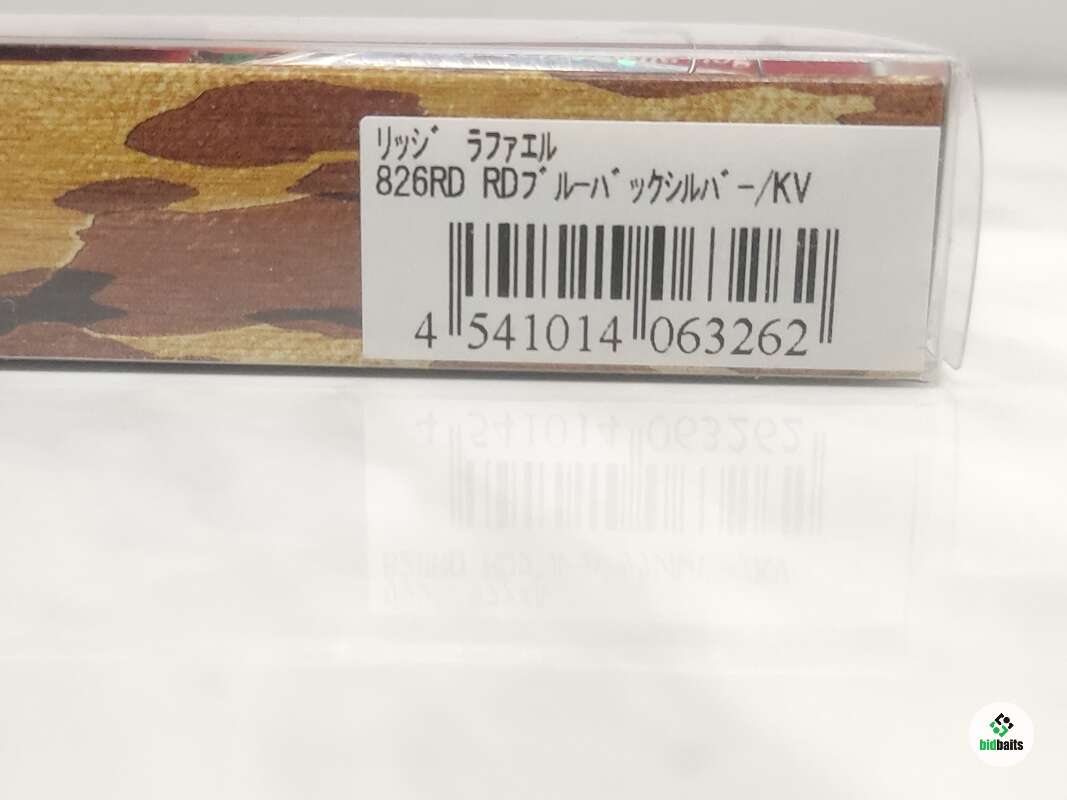 ﾘｯｼﾞ ﾗﾌｧｴﾙ
826RD RDﾌﾞﾙｰﾊﾞｯｸｼﾙﾊﾞｰ/KV
4 541014 063262
bidbaits